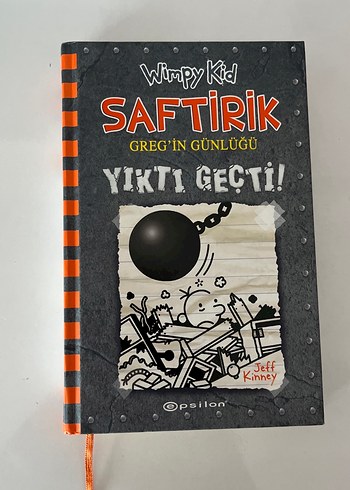 Wimpy Kid
SAFTİRİK
GREG'İN GÜNLÜĞÜ
YIKTI GEÇTİ!
Jeff
Kinney
epsilon